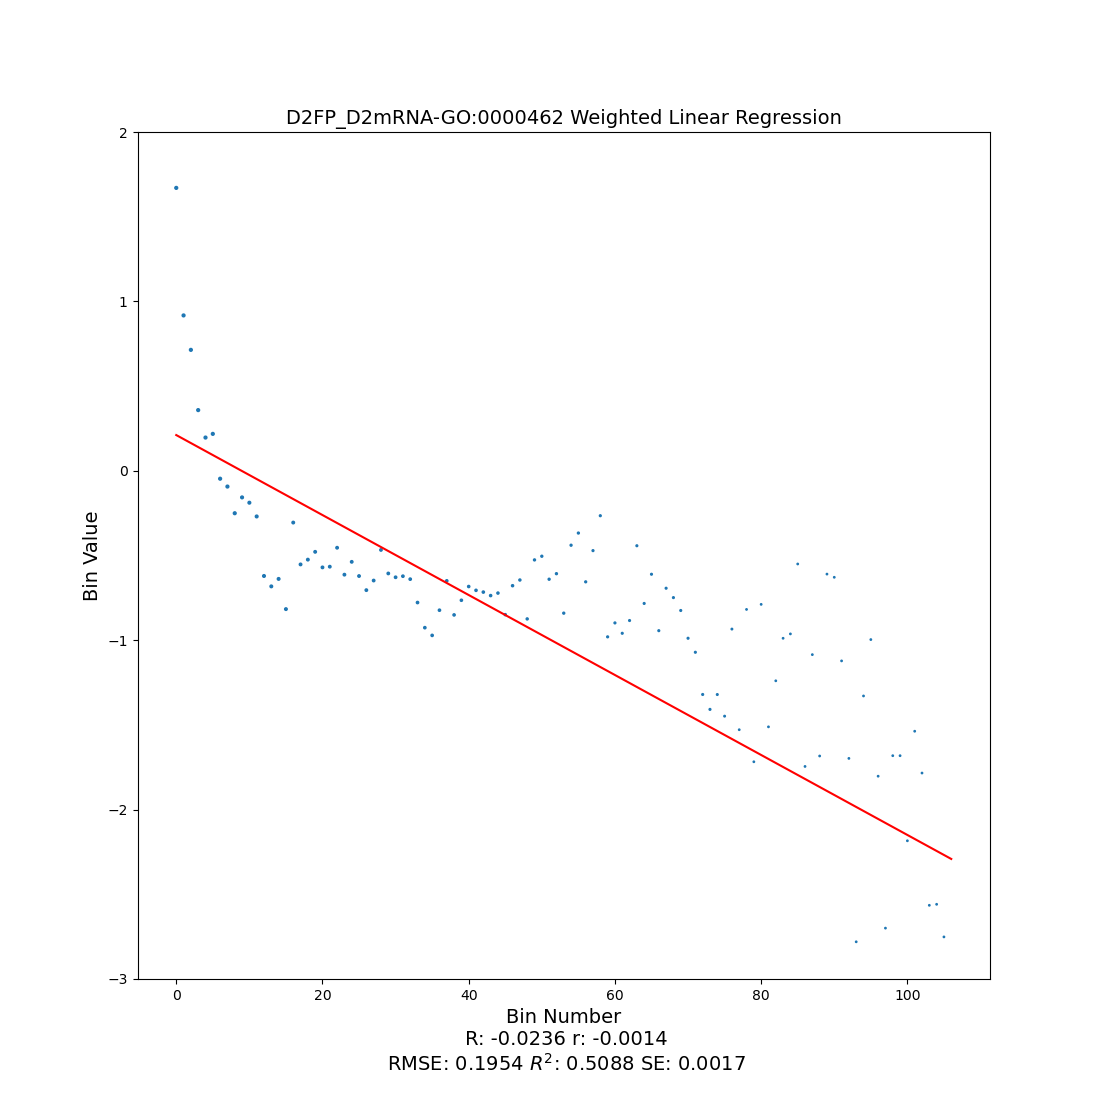 D2FP_D2mRNA-GO:0000462 Weighted Linear Regression
2
1
0
−1
−2
−3
Bin Value
0 20 40 60 80 100
Bin Number
R: -0.0236 r: -0.0014
RMSE: 0.1954 R²: 0.5088 SE: 0.0017